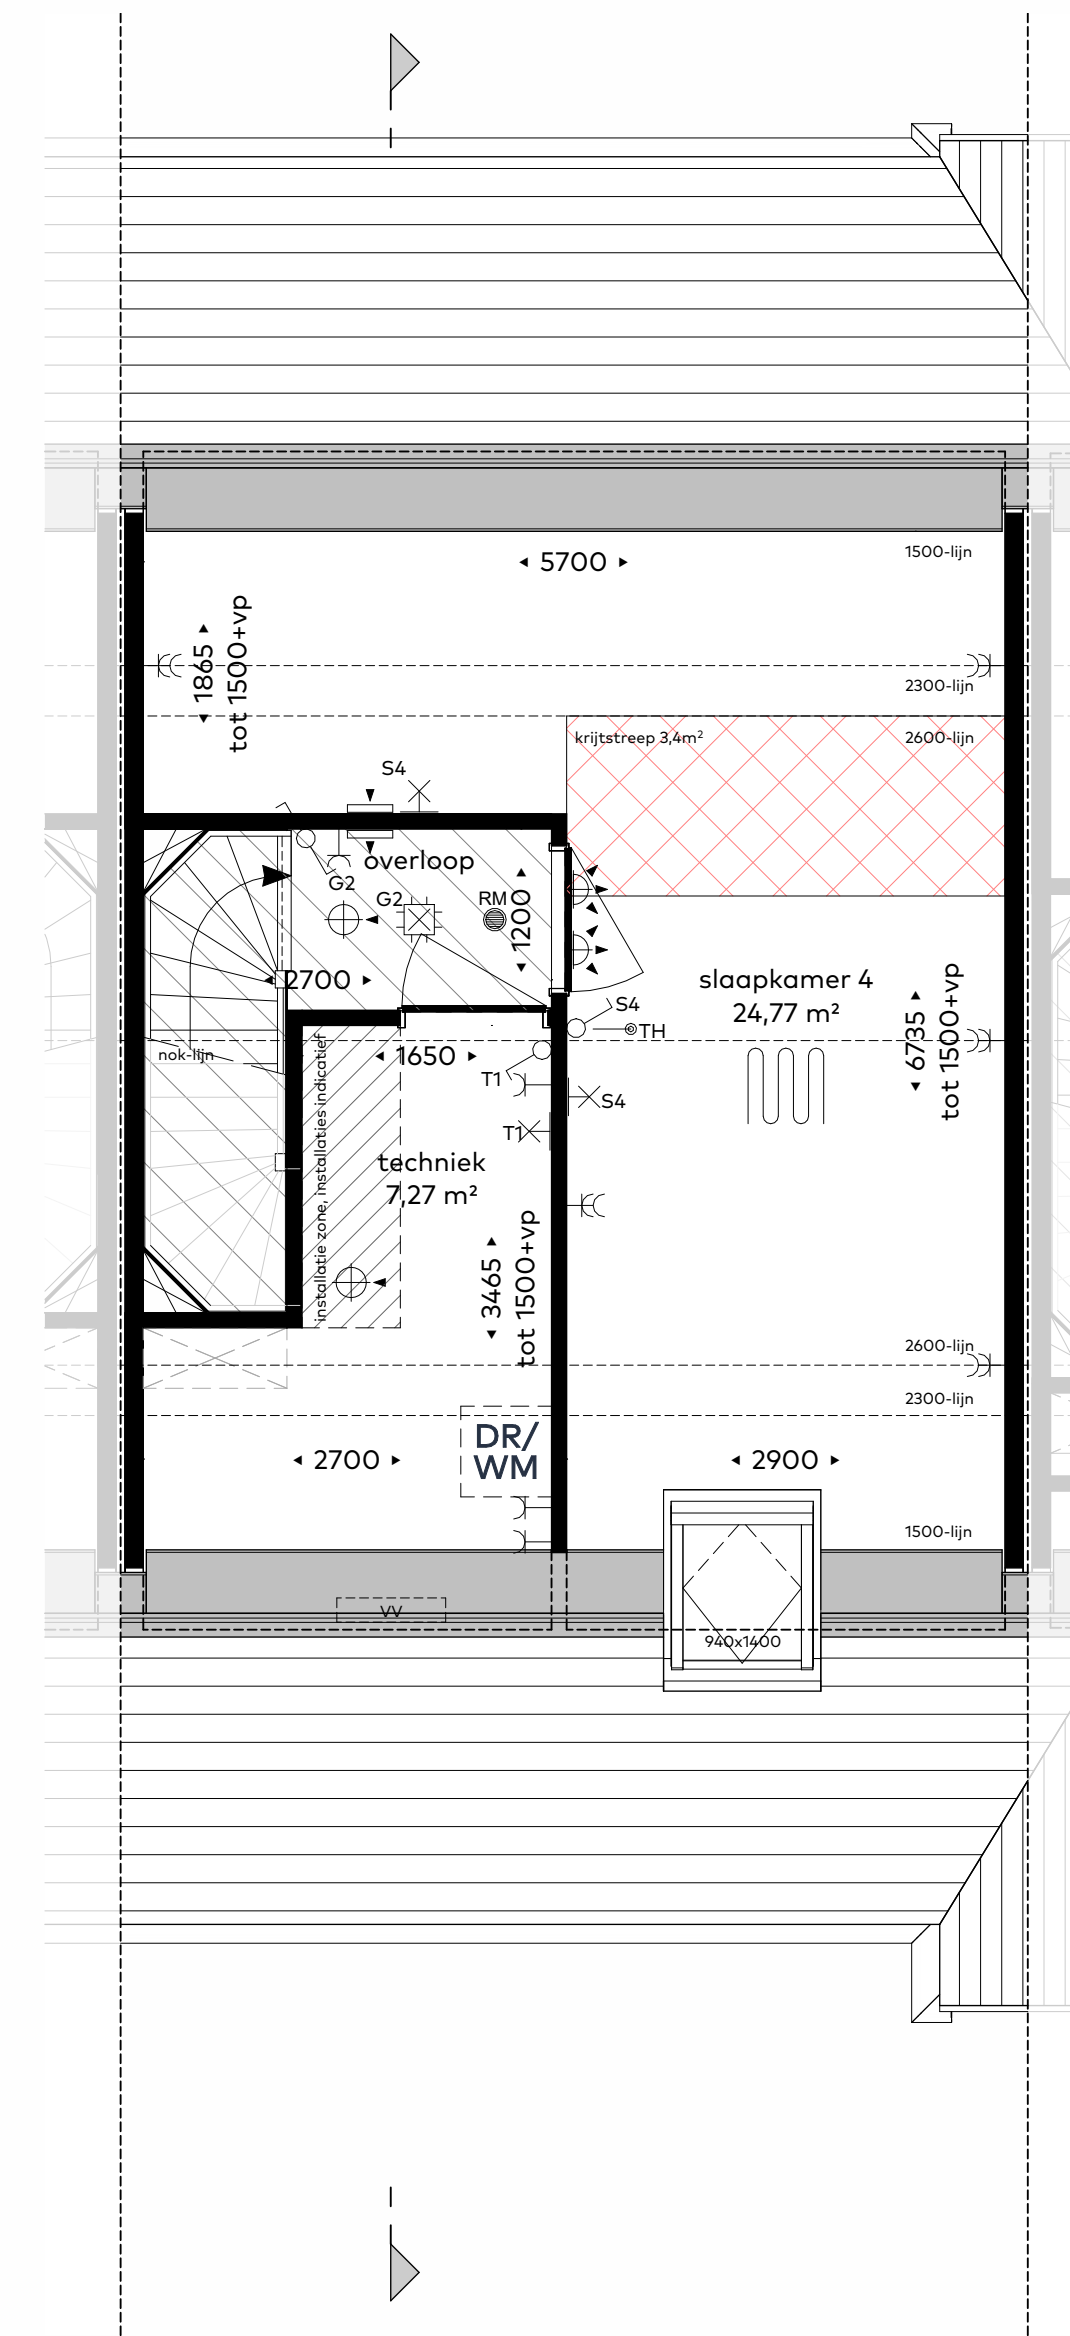 1500-lijn
5700
1865
tot 1500+vp
2300-lijn
krijtstreep 3,4m²
2600-lijn
S4
overloop
G2
G2
RM
1200
2700
slaapkamer 4
24,77 m²
S4
TH
6735
tot 1500+vp
nok-lijn
1650
T1
S4
T1
installatie zone, installaties indicatief
techniek
7,27 m²
3465
tot 1500+vp
2600-lijn
2300-lijn
DR/
WM
2700
2900
1500-lijn
VV
940x1400